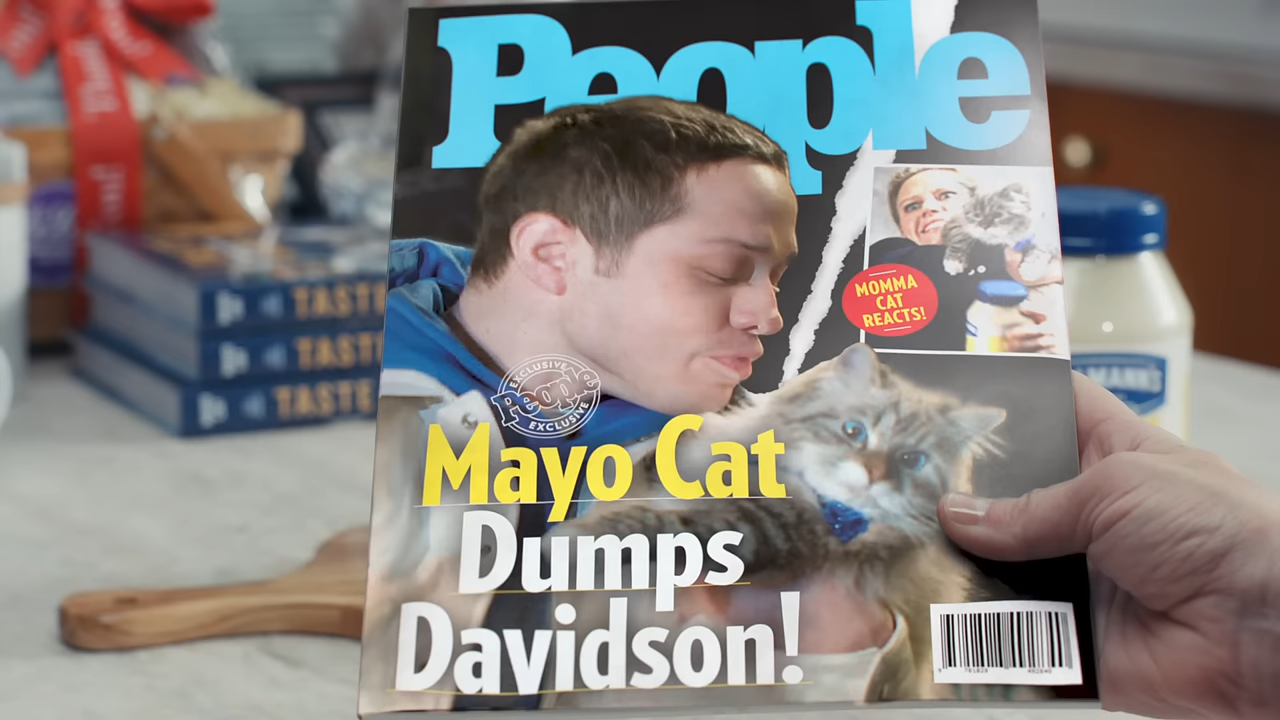 People
MOMMA
CAT
REACTS!
EXCLUSIVE
People
EXCLUSIVE
Mayo Cat
Dumps
Davidson!
TASTE
TASTE
TASTE